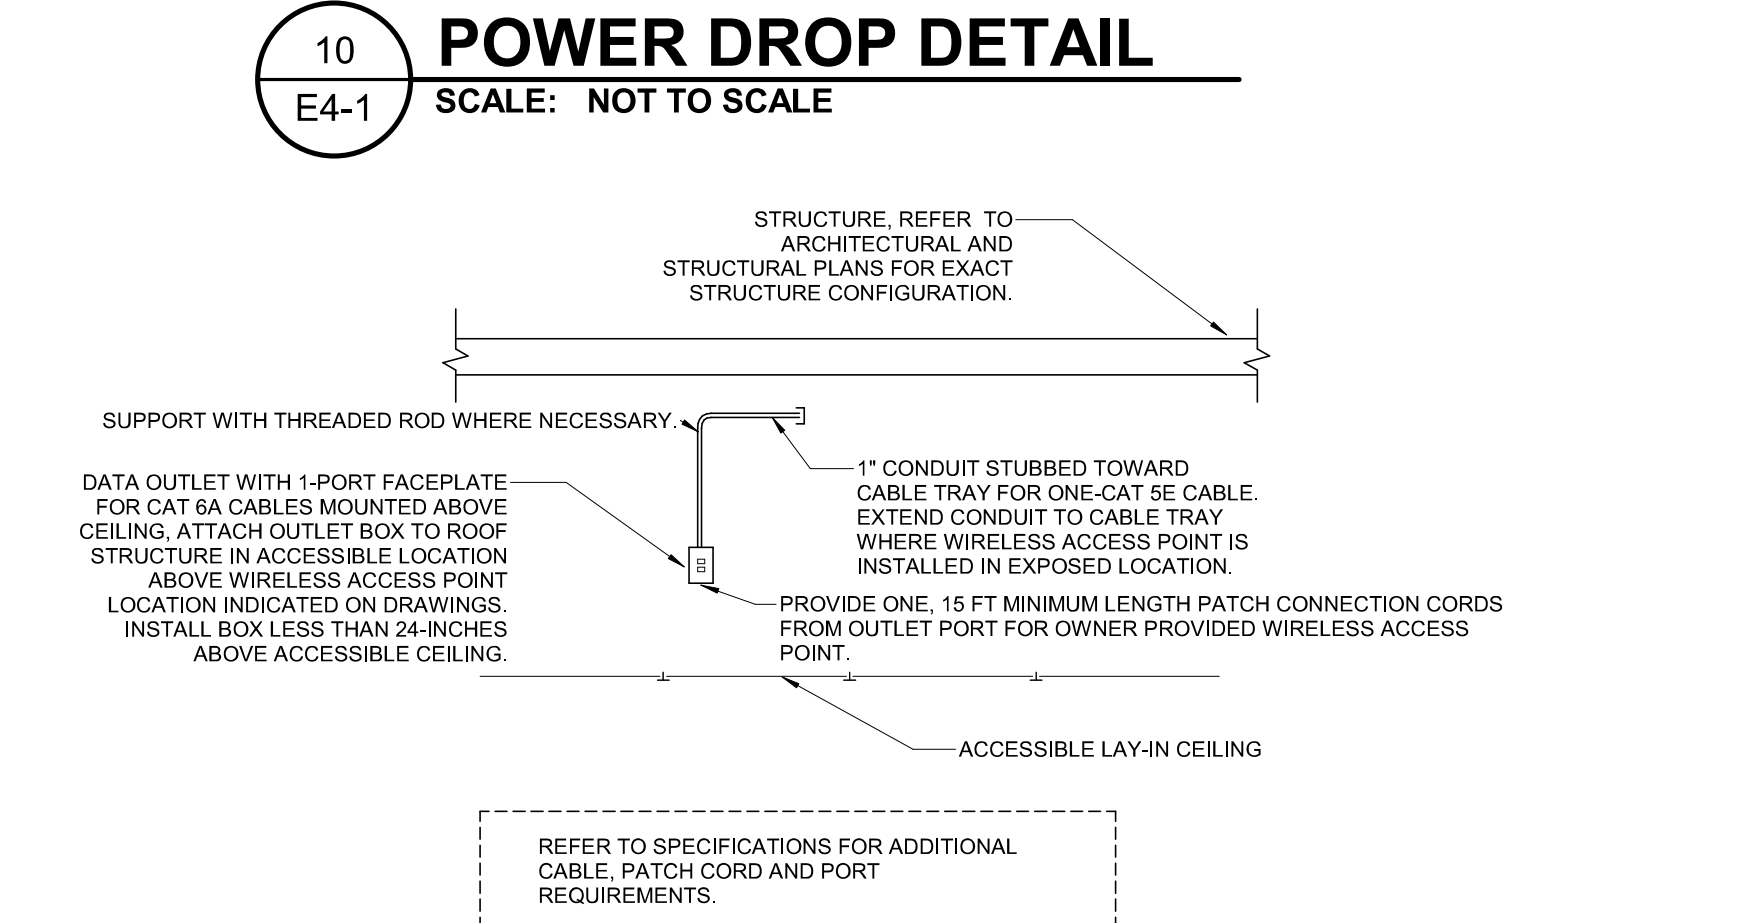 10
E4-1
POWER DROP DETAIL
SCALE: NOT TO SCALE
STRUCTURE, REFER TO
ARCHITECTURAL AND
STRUCTURAL PLANS FOR EXACT
STRUCTURE CONFIGURATION.
SUPPORT WITH THREADED ROD WHERE NECESSARY.
DATA OUTLET WITH 1-PORT FACEPLATE
FOR CAT 6A CABLES MOUNTED ABOVE
CEILING, ATTACH OUTLET BOX TO ROOF
STRUCTURE IN ACCESSIBLE LOCATION
ABOVE WIRELESS ACCESS POINT
LOCATION INDICATED ON DRAWINGS.
INSTALL BOX LESS THAN 24-INCHES
ABOVE ACCESSIBLE CEILING.
1" CONDUIT STUBBED TOWARD
CABLE TRAY FOR ONE-CAT 5E CABLE.
EXTEND CONDUIT TO CABLE TRAY
WHERE WIRELESS ACCESS POINT IS
INSTALLED IN EXPOSED LOCATION.
PROVIDE ONE, 15 FT MINIMUM LENGTH PATCH CONNECTION CORDS
FROM OUTLET PORT FOR OWNER PROVIDED WIRELESS ACCESS
POINT.
ACCESSIBLE LAY-IN CEILING
REFER TO SPECIFICATIONS FOR ADDITIONAL
CABLE, PATCH CORD AND PORT
REQUIREMENTS.